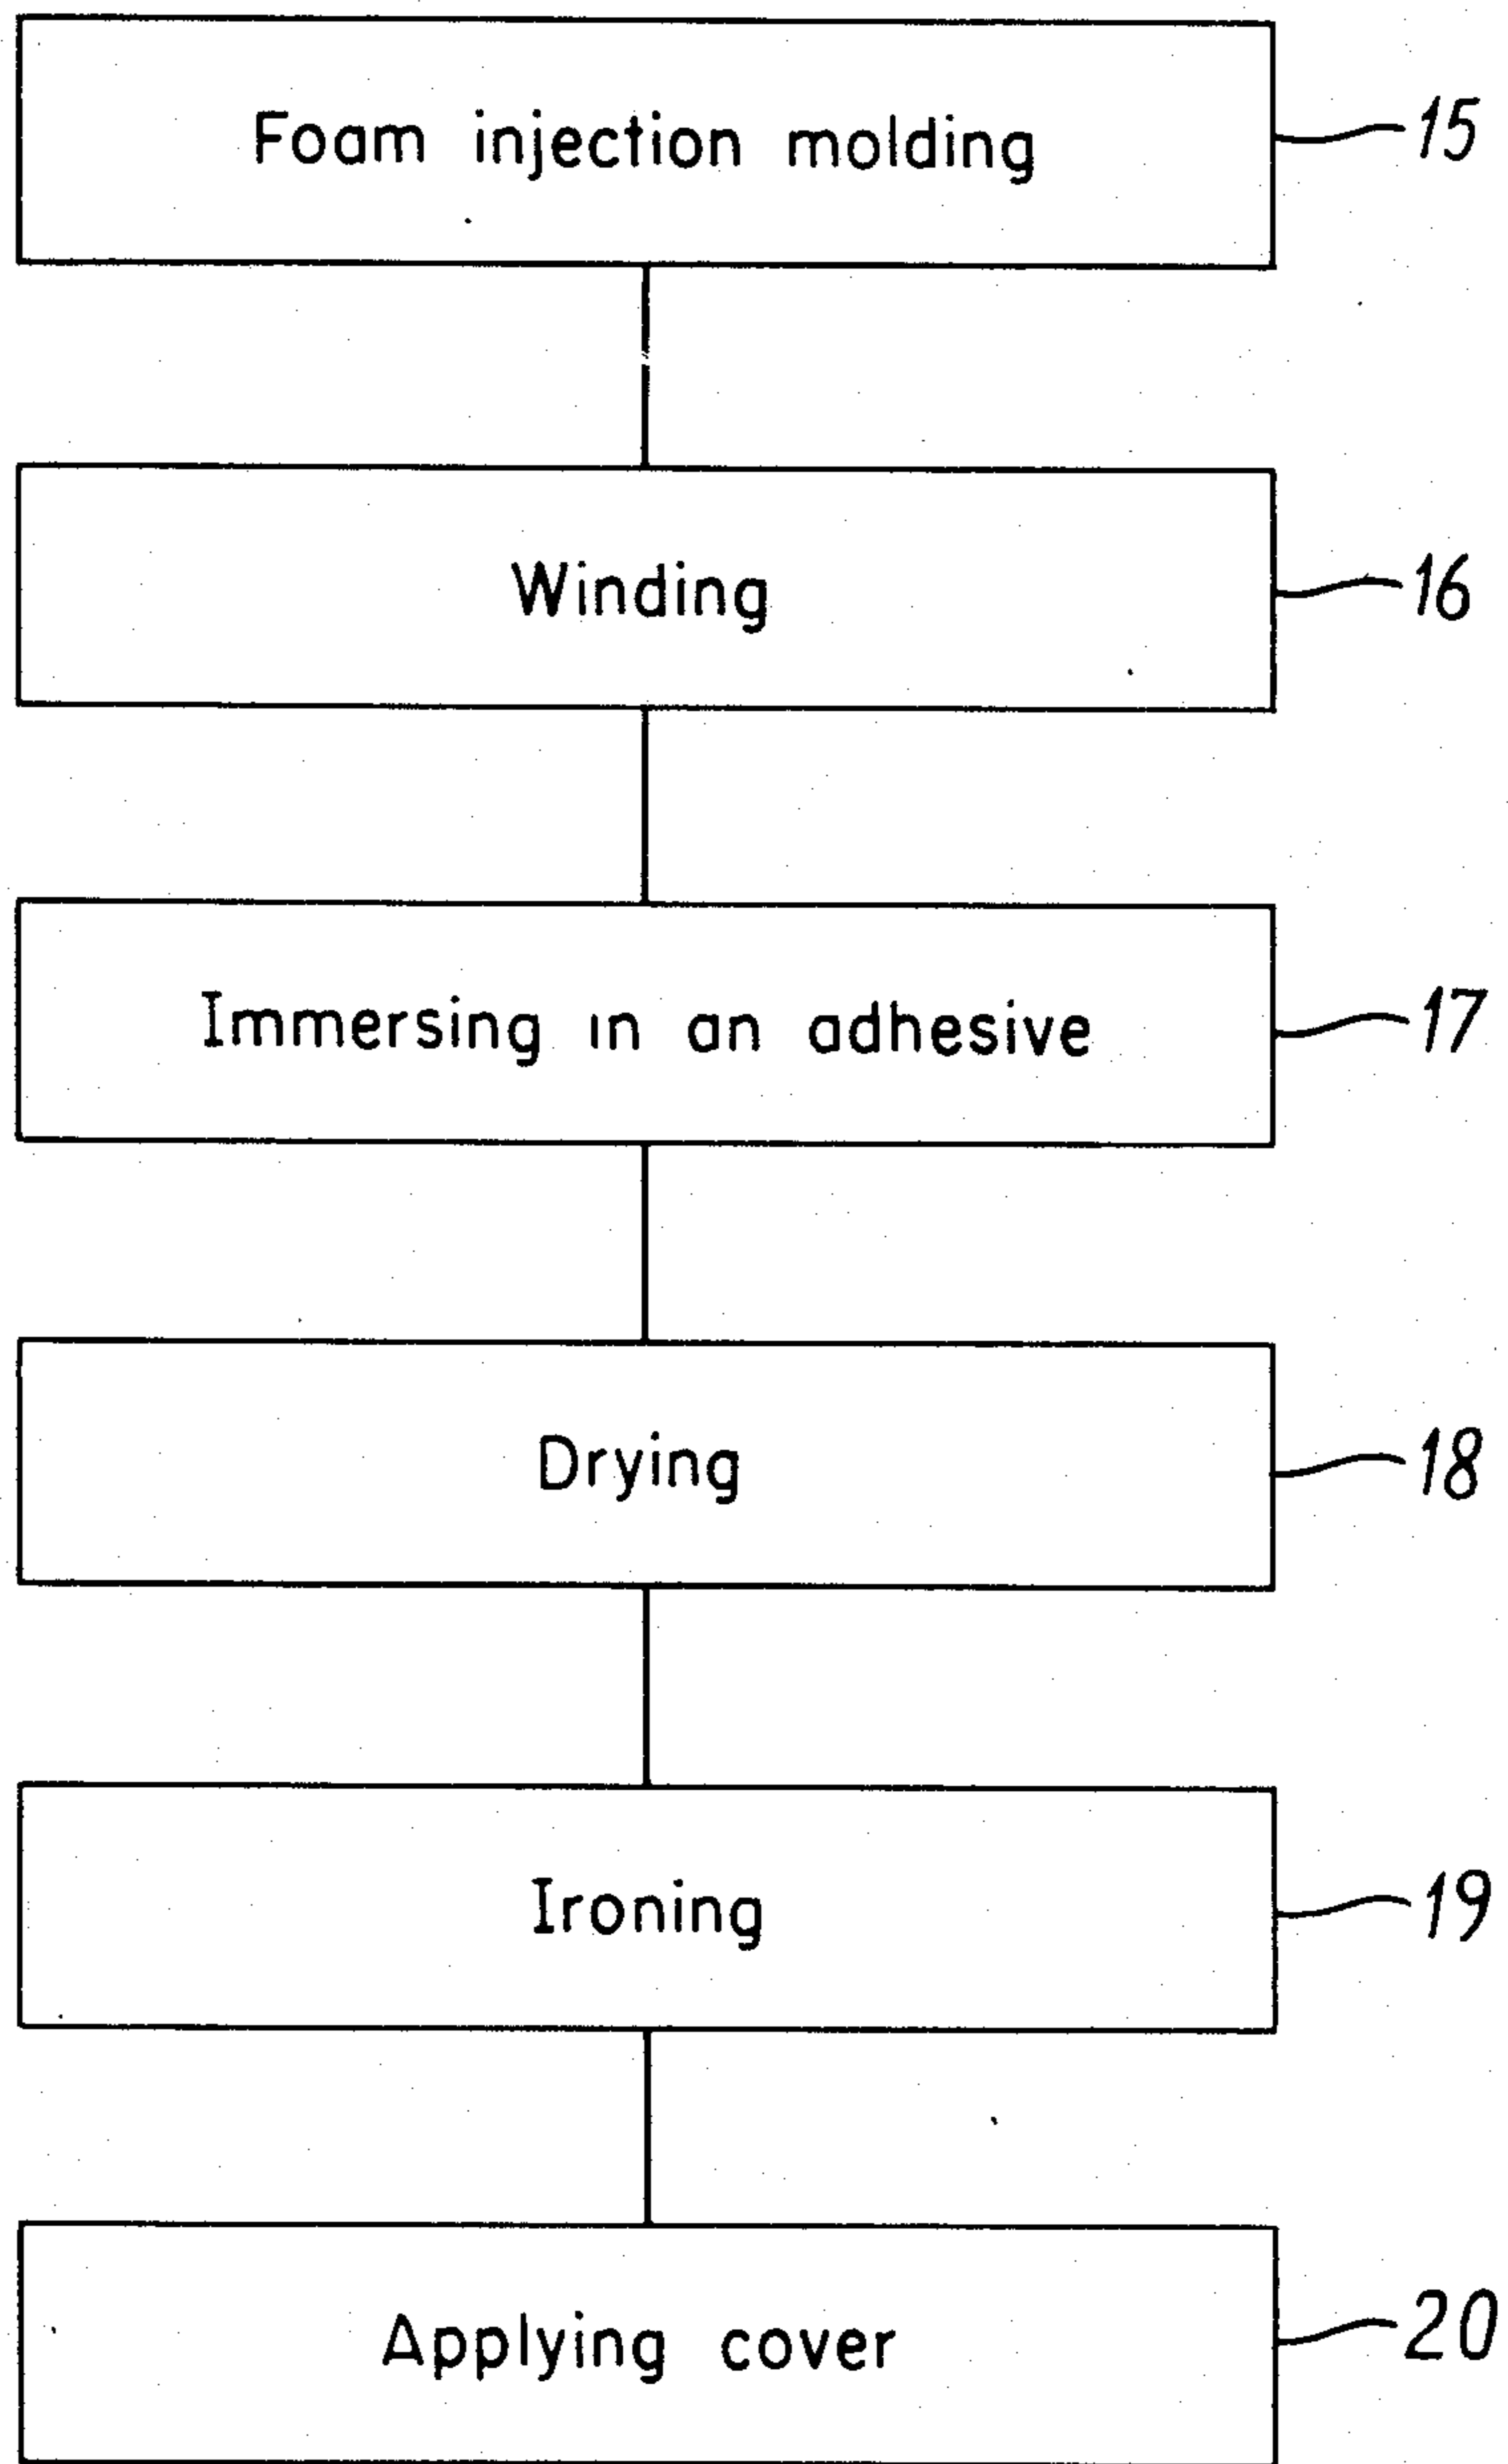 Foam injection molding 15
Winding 16
Immersing in an adhesive 17
Drying 18
Ironing 19
Applying cover 20